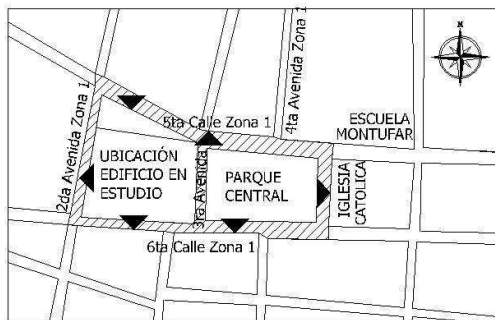 2da Avenida Zona 1
5ta Calle Zona 1
4ta Avenida Zona 1
ESCUELA
MONTUFAR
UBICACIÓN
EDIFICIO EN
ESTUDIO
3ra Avenida
PARQUE
CENTRAL
IGLESIA
CATOLICA
6ta Calle Zona 1